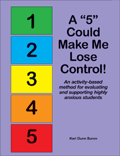 A “5”
Could
Make Me
Lose
Control!
An activity-based
method for evaluating
and supporting highly
anxious students
1
2
3
4
5
Kari Dunn Buron